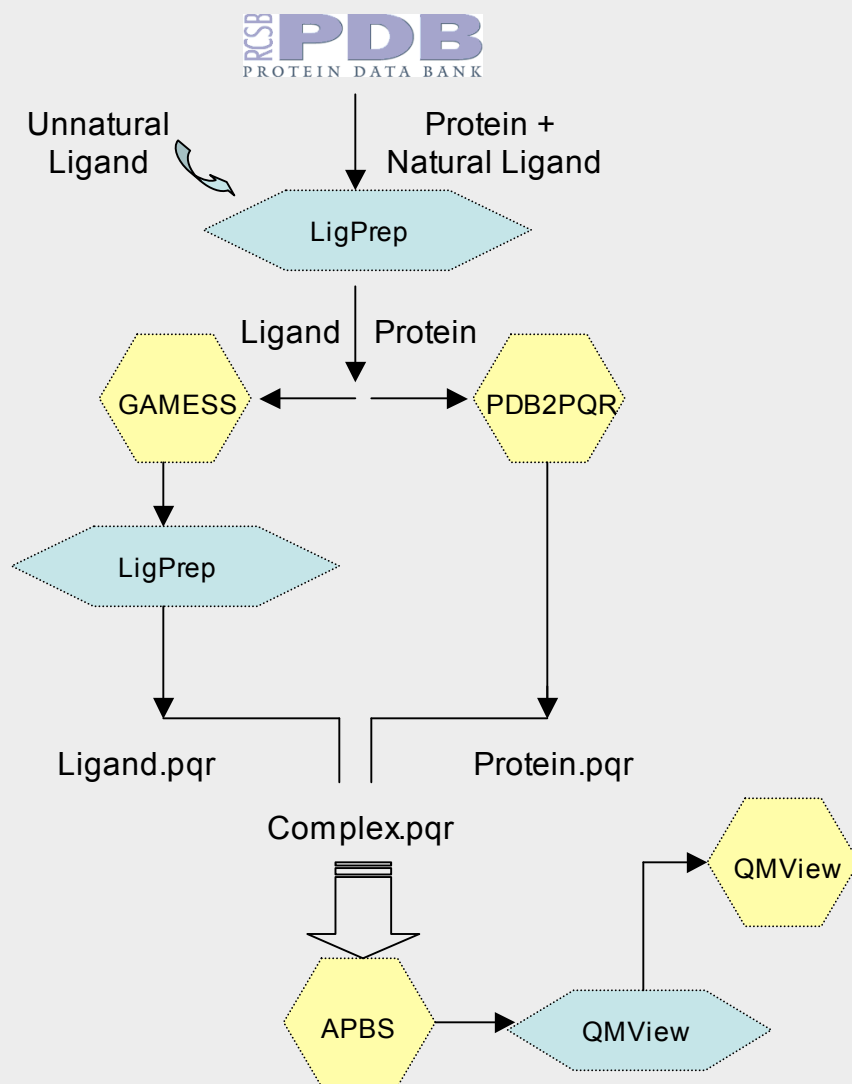 RCSB PDB
PROTEIN DATA BANK
Unnatural
Ligand
Protein +
Natural Ligand
LigPrep
Ligand
Protein
GAMESS
PDB2PQR
LigPrep
Ligand.pqr
Protein.pqr
Complex.pqr
QMView
APBS
QMView